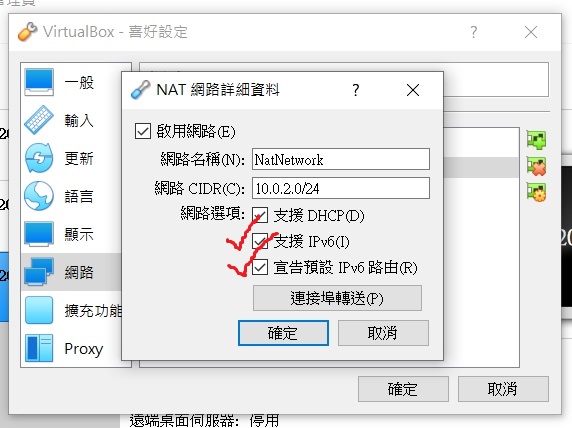 VirtualBox - 喜好設定
一般
輸入
更新
語言
顯示
網路
擴充功能
Proxy
NAT 網路詳細資料
啟用網路(E)
網路名稱(N): NatNetwork
網路 CIDR(C): 10.0.2.0/24
網路選項: 支援 DHCP(D)
支援 IPv6(I)
宣告預設 IPv6 路由(R)
連接埠轉送(P)
確定 取消
確定 取消
遠端桌面伺服器: 停用